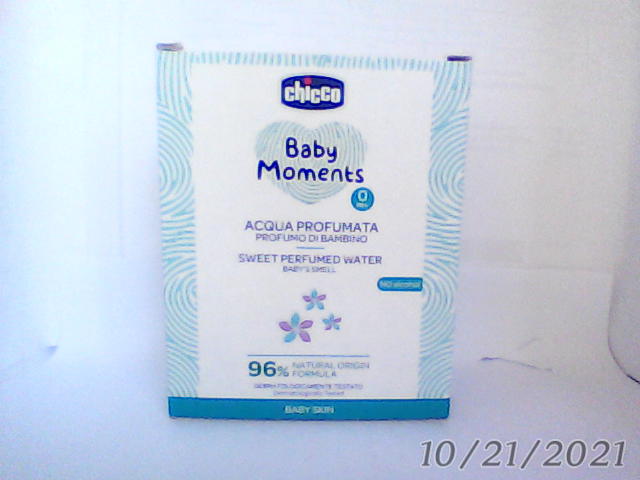 chicco
Baby
Moments
0
ACQUA PROFUMATA
PROFUMO DI BAMBINO
SWEET PERFUMED WATER
BABY'S SMELL
NO alcohol
96% NATURAL ORIGIN
FORMULA
DERMATOLOGICAMENTE TESTATO
Dermatologically Tested
BABY SKIN
10/21/2021